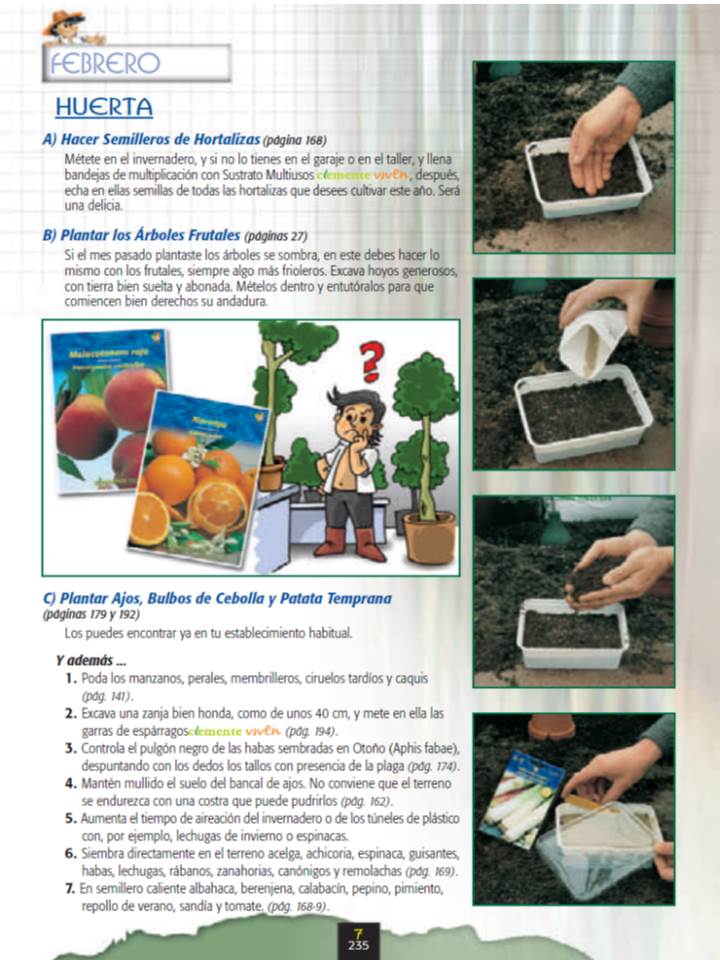 FEBRERO
HUERTA
A) Hacer Semilleros de Hortalizas (página 168)
Métete en el invernadero, y si no lo tienes en el garaje o en el taller, y llena
bandejas de multiplicación con Sustrato Multiusos clemente viven, después,
echa en ellas semillas de todas las hortalizas que desees cultivar este año. Será
una delicia.
B) Plantar los Árboles Frutales (páginas 27)
Si el mes pasado plantaste los árboles se sombra, en este debes hacer lo
mismo con los frutales, siempre algo más frioleros. Excava hoyos generosos,
con tierra bien suelta y abonada. Mételos dentro y entutóralos para que
comiencen bien derechos su andadura.
Melocotonero rojo
Naranjo
?
C) Plantar Ajos, Bulbos de Cebolla y Patata Temprana
(páginas 179 y 192)
Los puedes encontrar ya en tu establecimiento habitual.
Y además ...
1. Poda los manzanos, perales, membrilleros, ciruelos tardíos y caquis
(pág. 141).
2. Excava una zanja bien honda, como de unos 40 cm, y mete en ella las
garras de espárragos clemente viven (pág. 194).
3. Controla el pulgón negro de las habas sembradas en Otoño (Aphis fabae),
despuntando con los dedos los tallos con presencia de la plaga (pág. 174).
4. Mantén mullido el suelo del bancal de ajos. No conviene que el terreno
se endurezca con una costra que puede pudrirlos (pág. 162).
5. Aumenta el tiempo de aireación del invernadero o de los túneles de plástico
con, por ejemplo, lechugas de invierno o espinacas.
6. Siembra directamente en el terreno acelga, achicoria, espinaca, guisantes,
habas, lechugas, rábanos, zanahorias, canónigos y remolachas (pág. 169).
7. En semillero caliente albahaca, berenjena, calabacín, pepino, pimiento,
repollo de verano, sandía y tomate. (pág. 168-9).
7
235